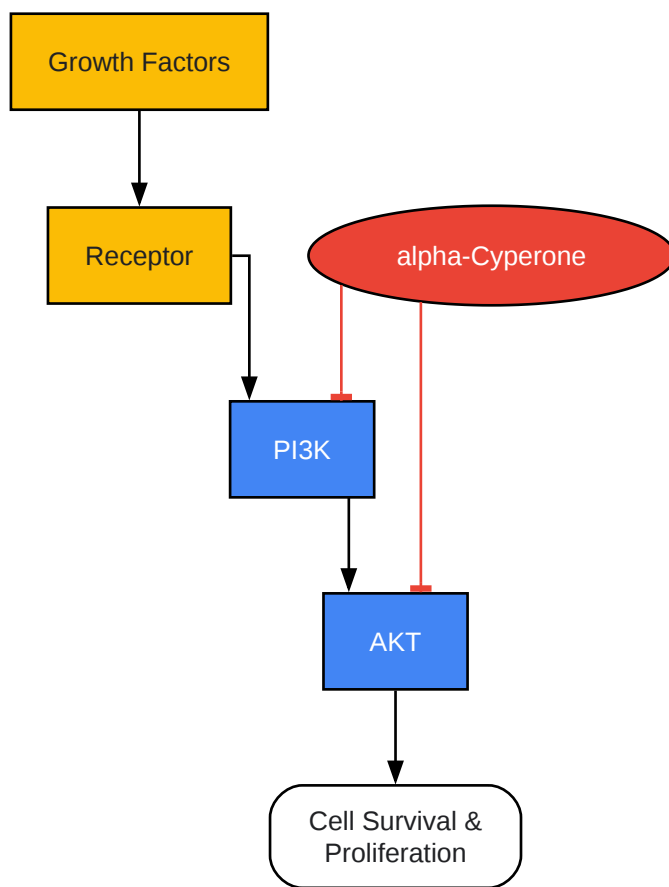 Growth Factors
Receptor
alpha-Cyperone
PI3K
AKT
Cell Survival &
Proliferation